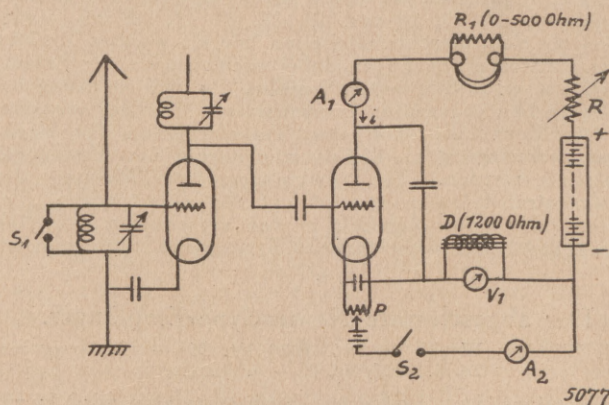 R₁ (0-500 Ohm)
A₁
↓i
R
+
S₁
D (1200 Ohm)
-
V₁
P
S₂
A₂
5077